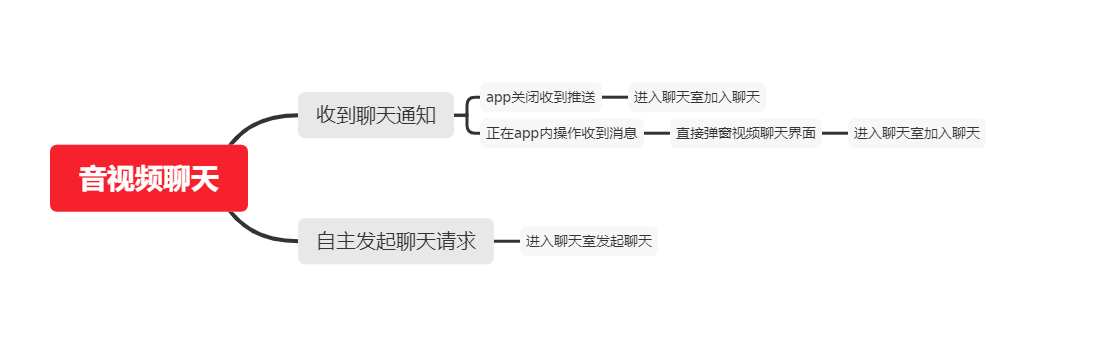 音视频聊天
收到聊天通知
app关闭收到推送
进入聊天室加入聊天
正在app内操作收到消息
直接弹窗视频聊天界面
进入聊天室加入聊天
自主发起聊天请求
进入聊天室发起聊天